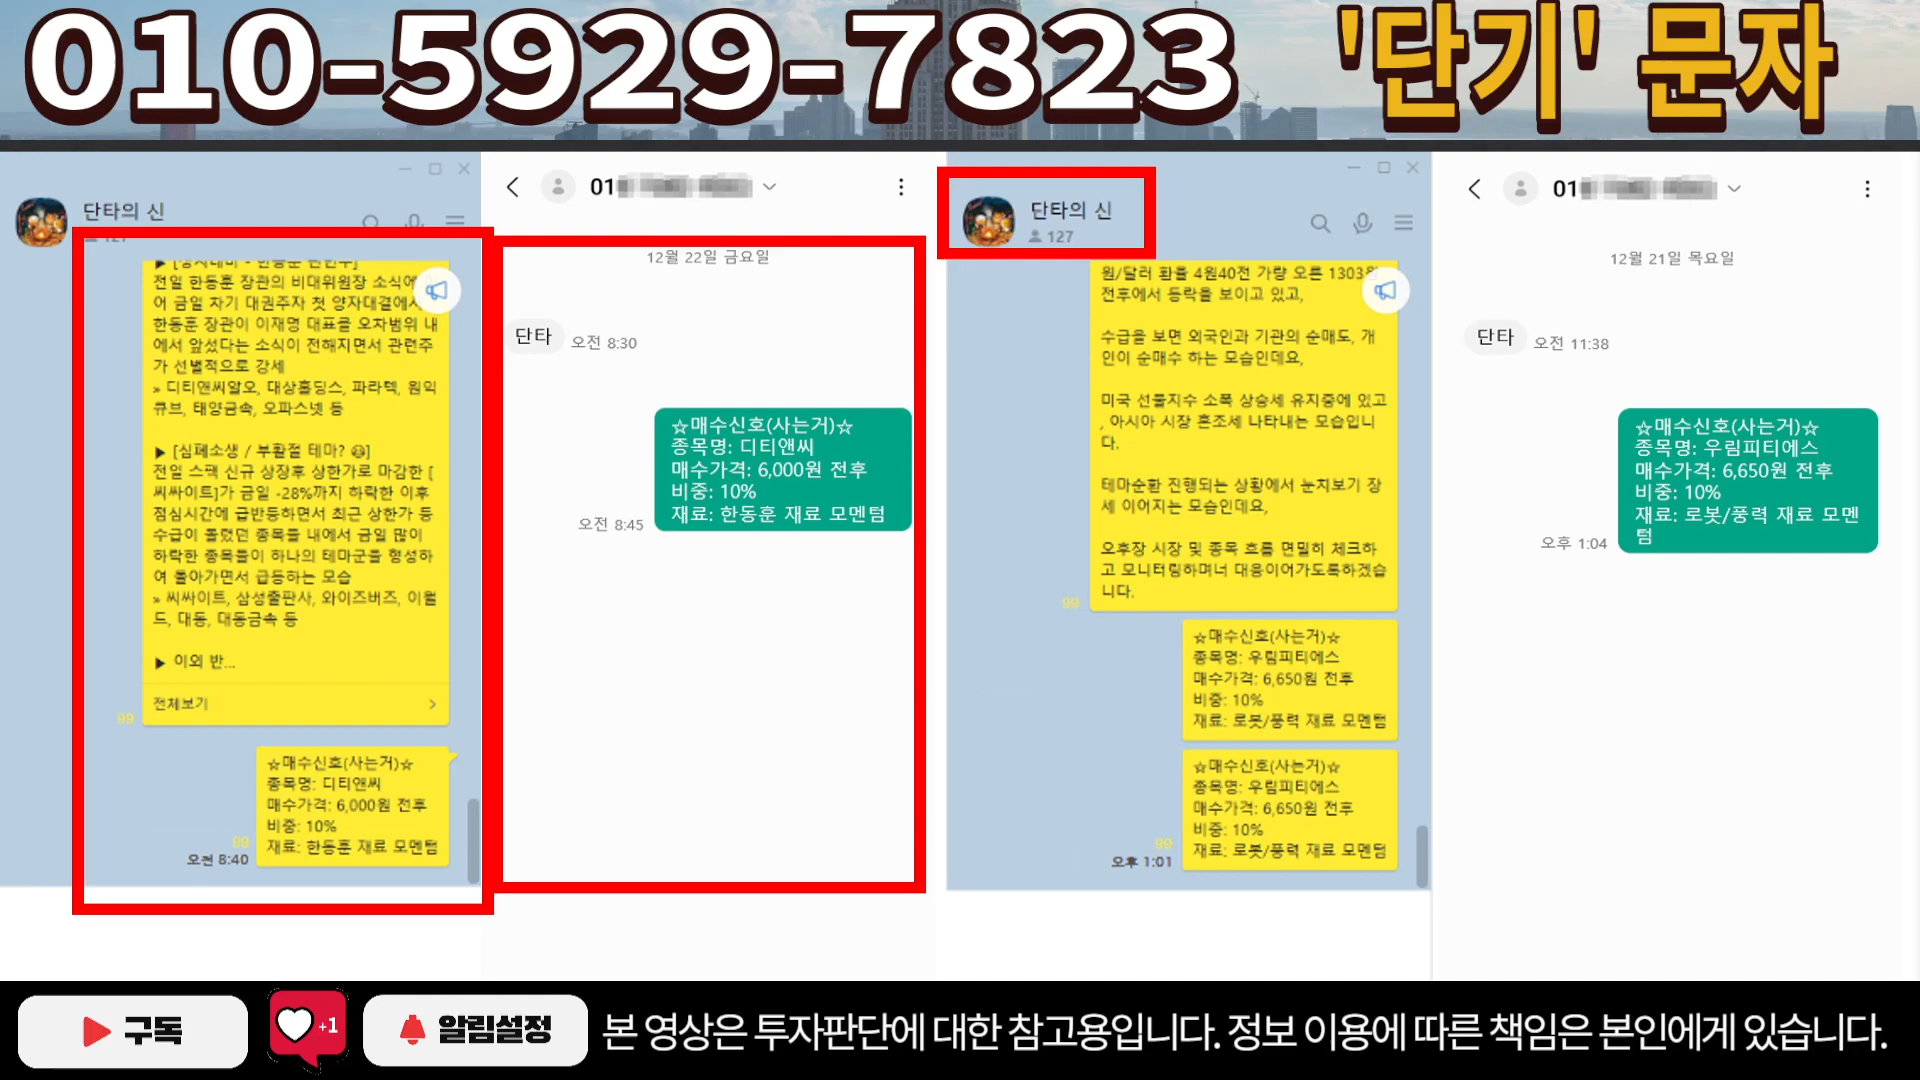 010-5929-7823 '단기' 문자
단타의 신
127
전일 한동훈 장관의 비대위원장 소식에
어 금일 차기 대권주자 첫 양자대결에서
한동훈 장관이 이재명 대표를 오차범위 내
에서 앞섰다는 소식이 전해지면서 관련주
가 선별적으로 강세
» 디티앤씨알오, 대상홀딩스, 파라텍, 원익
큐브, 태양금속, 오파스넷 등
▶ [심폐소생 / 부활절 테마? ]
전일 스팩 신규 상장후 상한가로 마감한 [
씨싸이트]가 금일 -28%까지 하락한 이후
점심시간에 급반등하면서 최근 상한가 등
수급이 몰렸던 종목들 내에서 금일 많이
하락한 종목들이 하나의 테마군을 형성하
여 돌아가면서 급등하는 모습
» 씨싸이트, 삼성출판사, 와이즈버즈, 이월
드, 대동, 대동금속 등
▶ 이외 반...
전체보기
99
☆매수신호(사는거)☆
종목명: 디티앤씨
매수가격: 6,000원 전후
비중: 10%
재료: 한동훈 재료 모멘텀
99
오전 8:40
01
12월 22일 금요일
단타
오전 8:30
☆매수신호(사는거)☆
종목명: 디티앤씨
매수가격: 6,000원 전후
비중: 10%
재료: 한동훈 재료 모멘텀
오전 8:45
단타의 신
127
원/달러 환율 4원40전 가량 오른 1303원
전후에서 등락을 보이고 있고,
수급을 보면 외국인과 기관의 순매도, 개
인이 순매수 하는 모습인데요,
미국 선물지수 소폭 상승세 유지중에 있고
, 아시아 시장 혼조세 나타내는 모습입니
다.
테마순환 진행되는 상황에서 눈치보기 장
세 이어지는 모습인데요,
오후장 시장 및 종목 흐름 면밀히 체크하
고 모니터링하며너 대응이어가도록하겠습
니다.
99
☆매수신호(사는거)☆
종목명: 우림피티에스
매수가격: 6,650원 전후
비중: 10%
재료: 로봇/풍력 재료 모멘텀
☆매수신호(사는거)☆
종목명: 우림피티에스
매수가격: 6,650원 전후
비중: 10%
재료: 로봇/풍력 재료 모멘텀
99
오후 1:01
01
12월 21일 목요일
단타
오전 11:38
☆매수신호(사는거)☆
종목명: 우림피티에스
매수가격: 6,650원 전후
비중: 10%
재료: 로봇/풍력 재료 모멘
텀
오후 1:04
구독
+1
알림설정
본 영상은 투자판단에 대한 참고용입니다. 정보 이용에 따른 책임은 본인에게 있습니다.